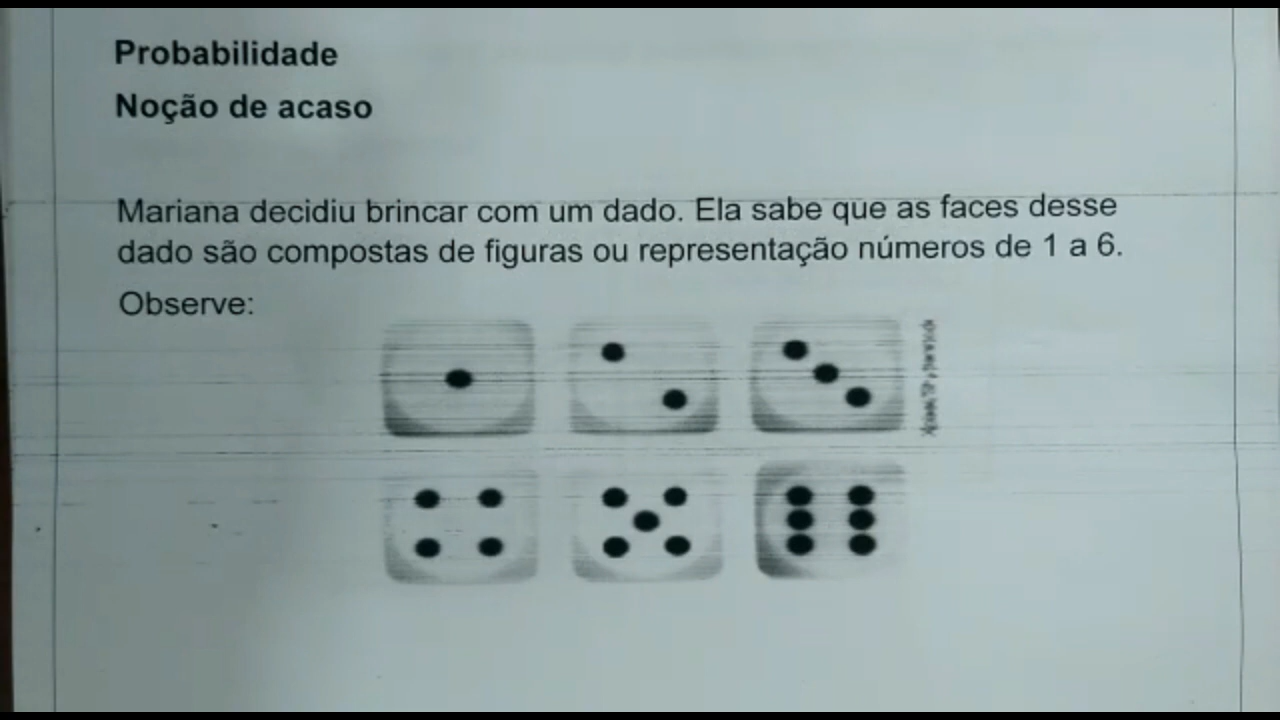 Probabilidade
Noção de acaso
Mariana decidiu brincar com um dado. Ela sabe que as faces desse
dado são compostas de figuras ou representação números de 1 a 6.
Observe: